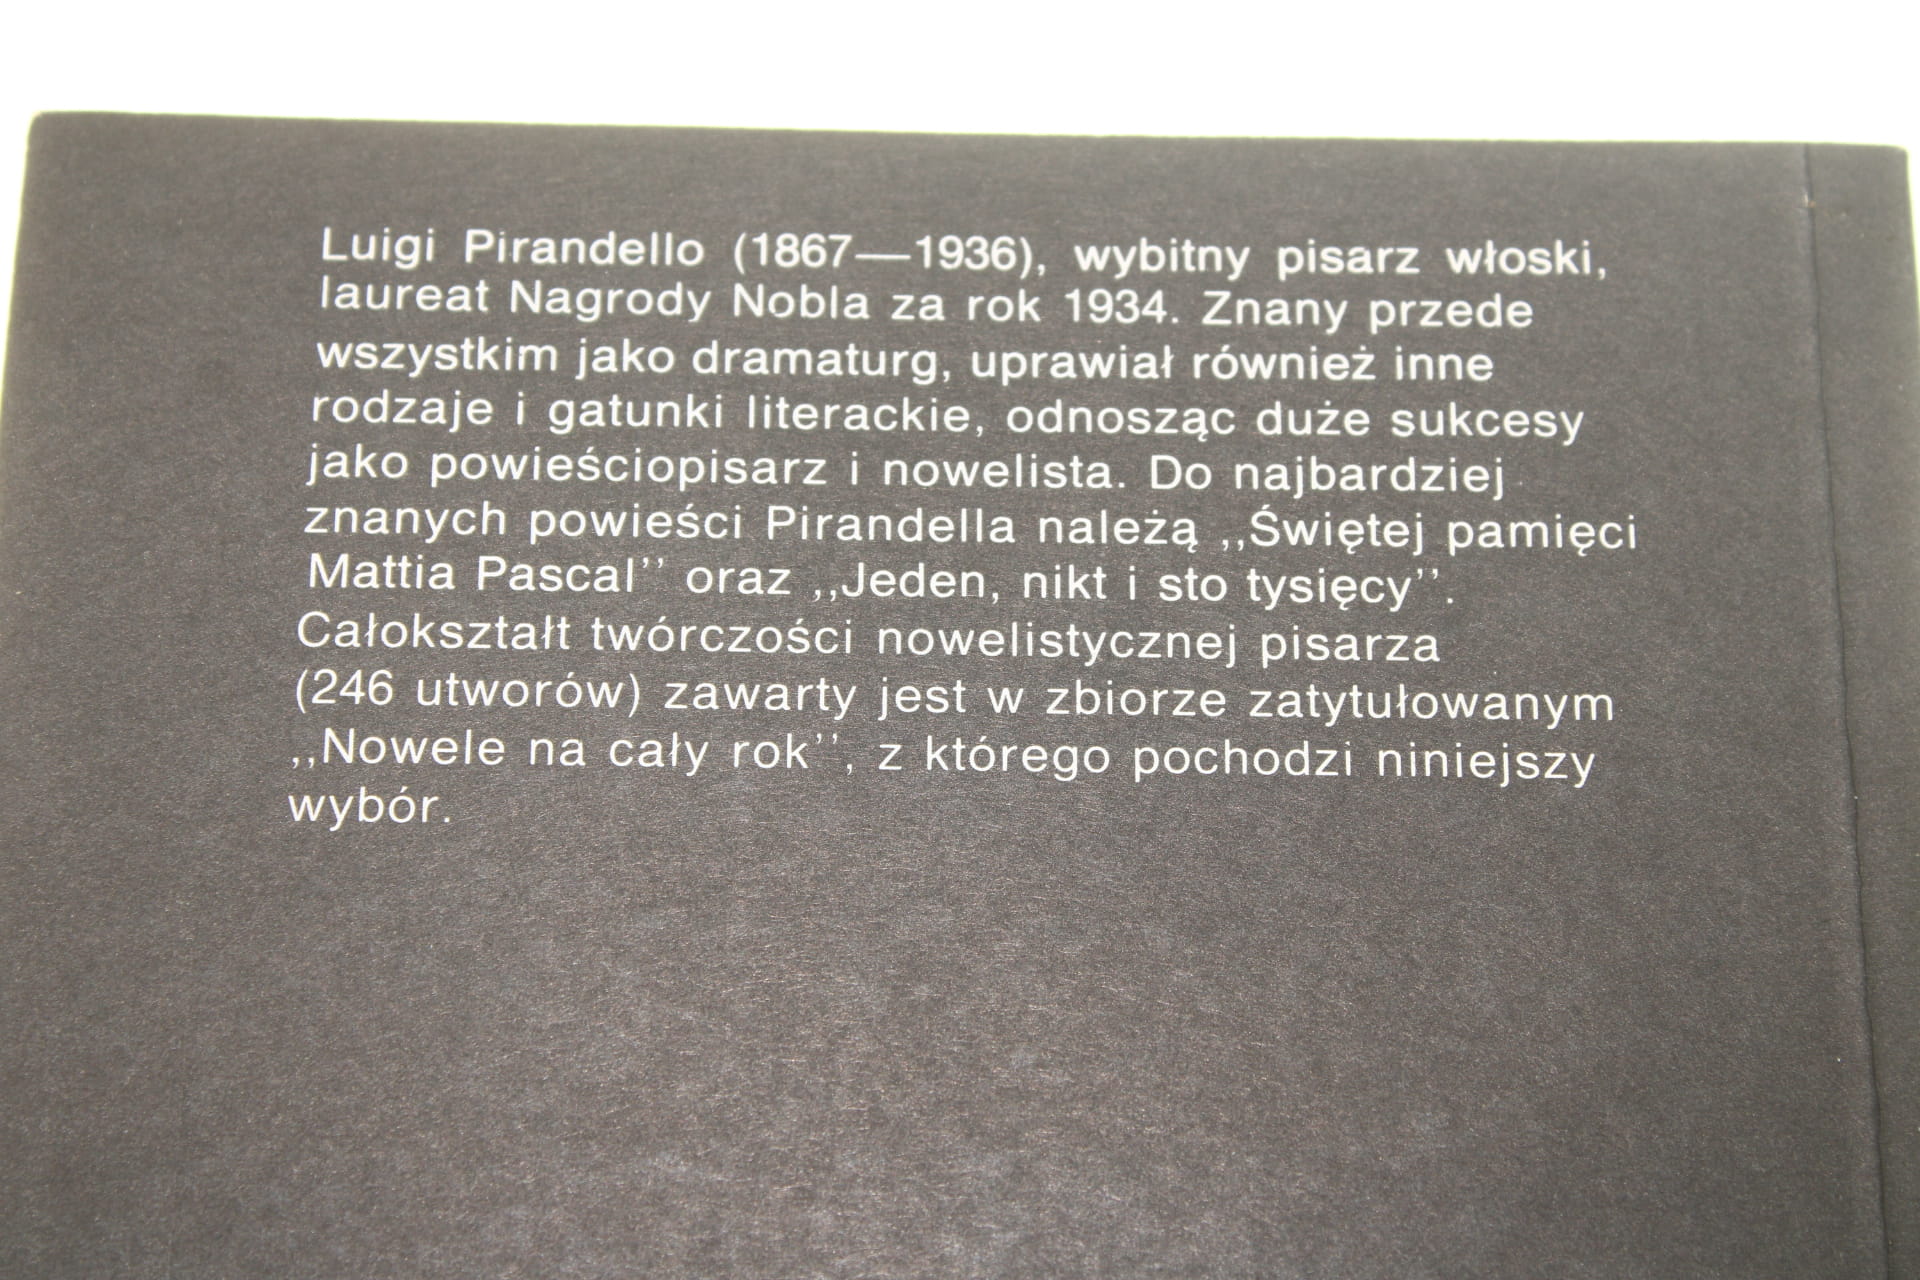 Luigi Pirandello (1867—1936), wybitny pisarz włoski,
laureat Nagrody Nobla za rok 1934. Znany przede
wszystkim jako dramaturg, uprawiał również inne
rodzaje i gatunki literackie, odnosząc duże sukcesy
jako powieściopisarz i nowelista. Do najbardziej
znanych powieści Pirandella należą ,,Świętej pamięci
Mattia Pascal’’ oraz ,,Jeden, nikt i sto tysięcy’’.
Całokształt twórczości nowelistycznej pisarza
(246 utworów) zawarty jest w zbiorze zatytułowanym
,,Nowele na cały rok’’, z którego pochodzi niniejszy
wybór.